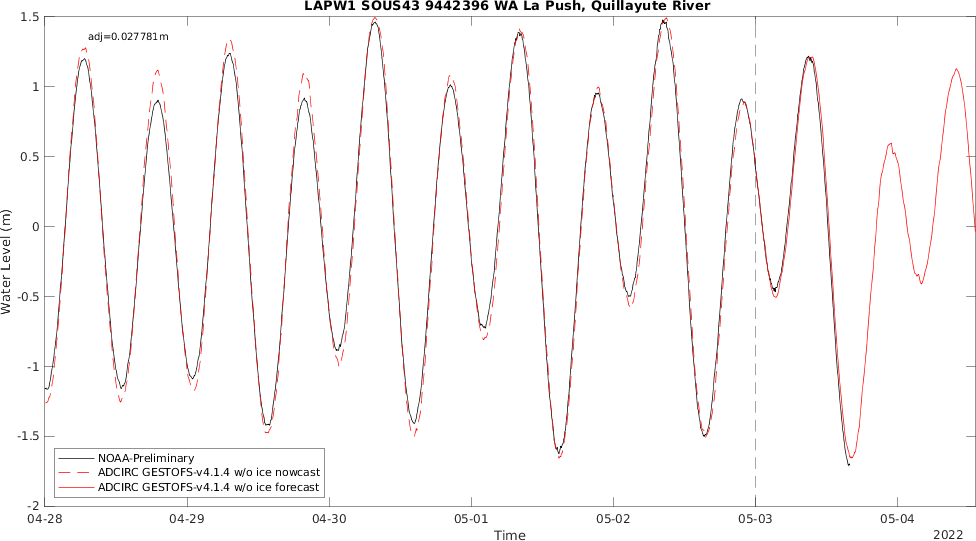 LAPW1 SOUS43 9442396 WA La Push, Quillayute River
adj=0.027781m
1.5
1
0.5
0
-0.5
-1
-1.5
-2
Water Level (m)
NOAA-Preliminary
ADCIRC GESTOFS-v4.1.4 w/o ice nowcast
ADCIRC GESTOFS-v4.1.4 w/o ice forecast
04-28 04-29 04-30 05-01 05-02 05-03 05-04
Time
2022